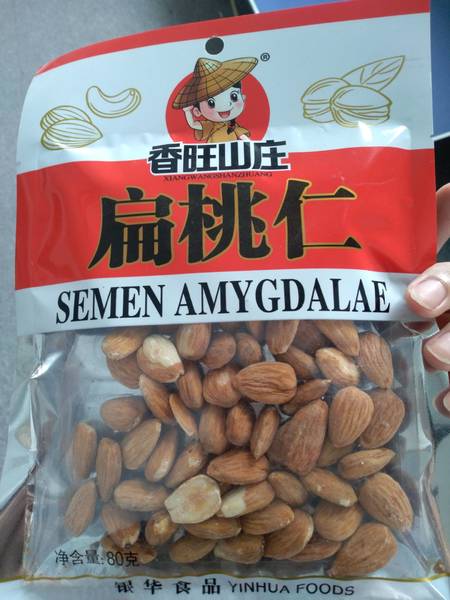 ®
香旺山庄
XIANGWANGSHANZHUANG
扁桃仁
SEMEN AMYGDALAE
净含量:80克
银华食品 YINHUA FOODS